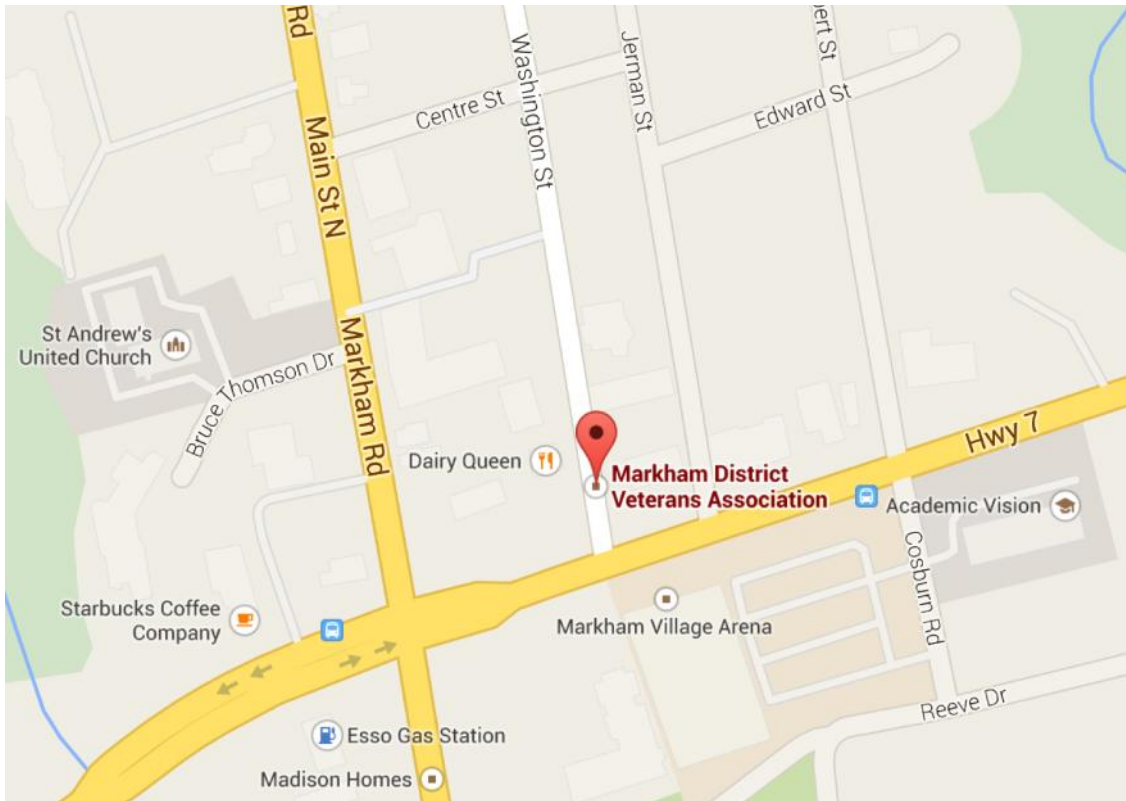 Rd
Washington St
Jerman St
bert St
Centre St
Edward St
Main St N
St Andrew's
United Church
Bruce Thomson Dr
Markham Rd
Dairy Queen
Markham District
Veterans Association
Hwy 7
Academic Vision
Cosburn Rd
Starbucks Coffee
Company
Markham Village Arena
Reeve Dr
Esso Gas Station
Madison Homes